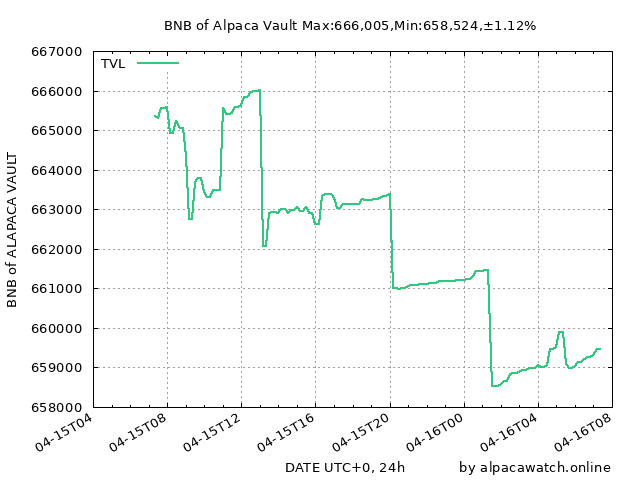 BNB of Alpaca Vault Max:666,005,Min:658,524,±1.12%
667000
TVL
666000
665000
664000
663000
662000
661000
660000
659000
658000
BNB of ALAPACA VAULT
04-15T04
04-15T08
04-15T12
04-15T16
04-15T20
04-16T00
04-16T04
04-16T08
DATE UTC+0, 24h
by alpacawatch.online